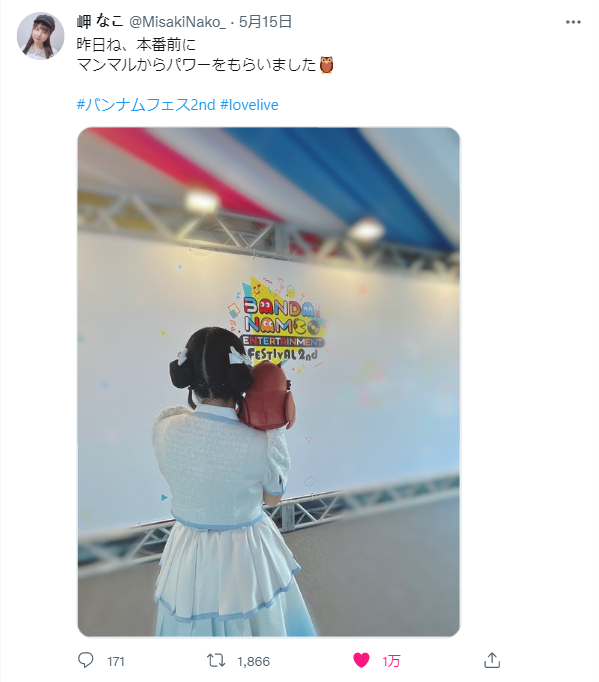 岬 なこ @MisakiNako_ · 5月15日
昨日ね、本番前に
マンマルからパワーをもらいました🦉
#バンナムフェス2nd #lovelive
BANDAI
NAMCO
ENTERTAINMENT
FESTIVAL 2nd
171
1,866
1万